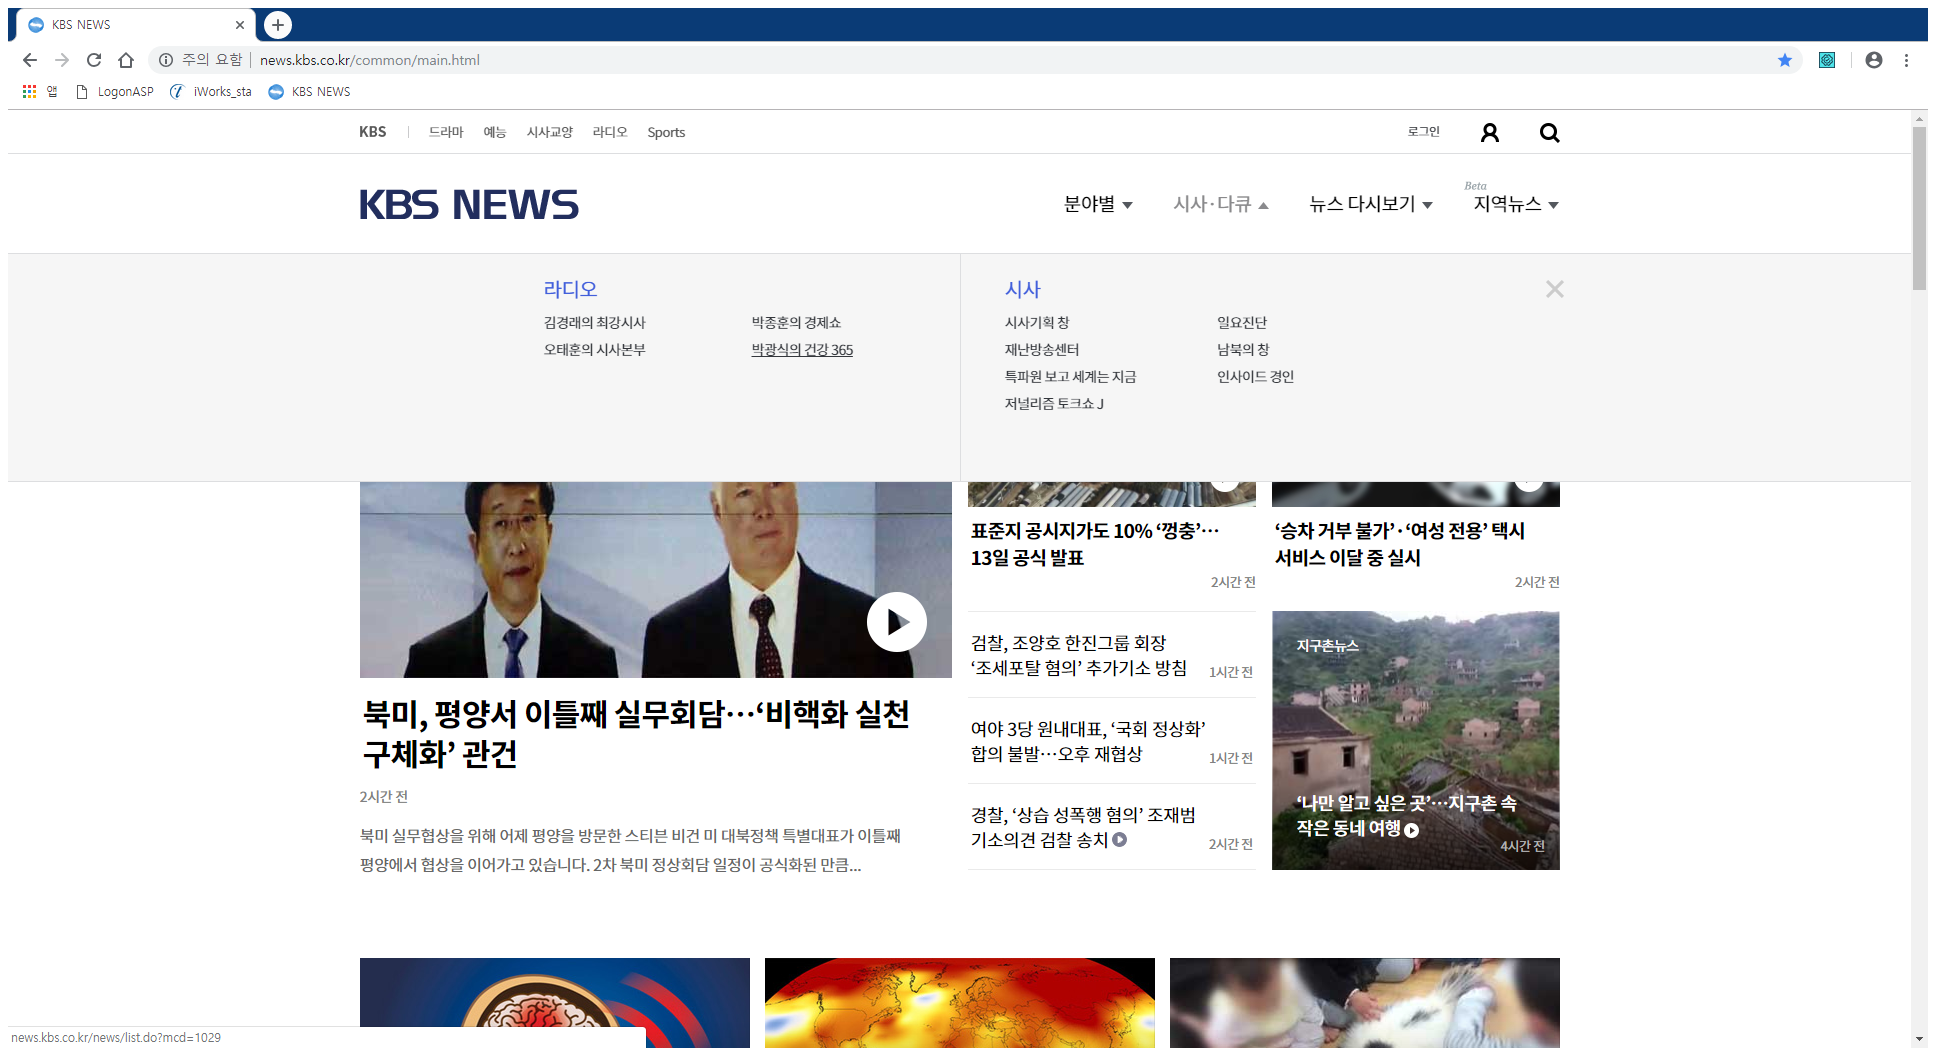 KBS NEWS
주의 요함 | news.kbs.co.kr/common/main.html
앱 LogonASP iWorks_sta KBS NEWS
KBS | 드라마 예능 시사교양 라디오 Sports 로그인
Beta
KBS NEWS 분야별 시사·다큐 뉴스 다시보기 지역뉴스
라디오
김경래의 최강시사 박종훈의 경제쇼
오태훈의 시사본부 박광식의 건강 365
시사
시사기획 창 일요진단
재난방송센터 남북의 창
특파원 보고 세계는 지금 인사이드 경인
저널리즘 토크쇼 J
북미, 평양서 이틀째 실무회담…‘비핵화 실천
구체화’ 관건
2시간 전
북미 실무협상을 위해 어제 평양을 방문한 스티븐 비건 미 대북정책 특별대표가 이틀째
평양에서 협상을 이어가고 있습니다. 2차 북미 정상회담 일정이 공식화된 만큼...
표준지 공시지가도 10% ‘껑충’…
13일 공식 발표
2시간 전
‘승차 거부 불가’·‘여성 전용’ 택시
서비스 이달 중 실시
2시간 전
검찰, 조양호 한진그룹 회장
‘조세포탈 혐의’ 추가기소 방침
1시간 전
여야 3당 원내대표, ‘국회 정상화’
합의 불발…오후 재협상
1시간 전
경찰, ‘상습 성폭행 혐의’ 조재범
기소의견 검찰 송치
2시간 전
지구촌뉴스
‘나만 알고 싶은 곳’…지구촌 속
작은 동네 여행
4시간 전
news.kbs.co.kr/news/list.do?mcd=1029